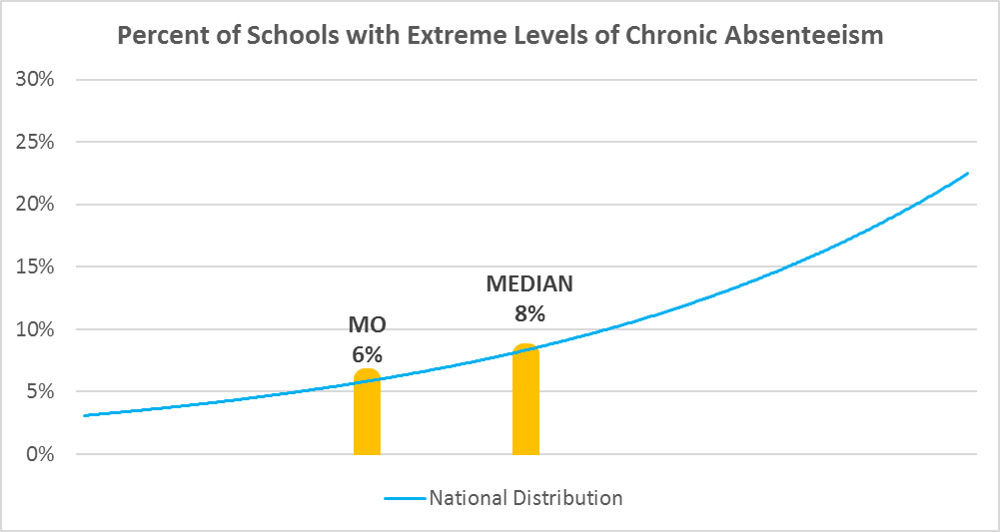 Percent of Schools with Extreme Levels of Chronic Absenteeism
30%
25%
20%
15%
10%
5%
0%
MEDIAN
8%
MO
6%
National Distribution